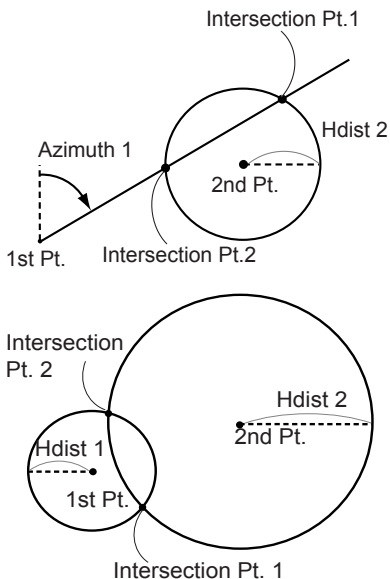 Intersection Pt.1
Azimuth 1
Hdist 2
2nd Pt.
1st Pt.
Intersection Pt.2
Intersection
Pt. 2
Hdist 1
1st Pt.
Hdist 2
2nd Pt.
Intersection Pt. 1